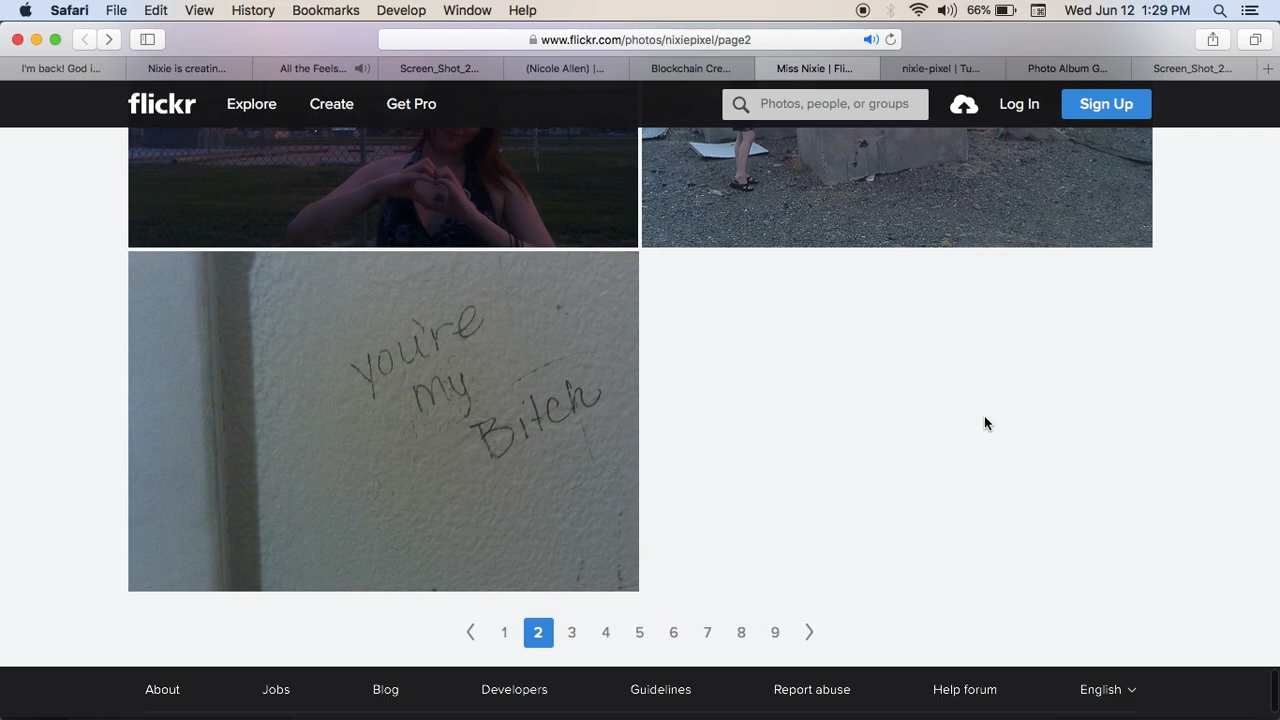 Safari File Edit View History Bookmarks Develop Window Help 66% Wed Jun 12 1:29 PM
www.flickr.com/photos/nixiepixel/page2
I'm back! God i... Nixie is creatin... All the Feels... Screen_Shot_2... (Nicole Allen) |... Blockchain Cre... Miss Nixie | Fli... nixie-pixel | Tu... Photo Album G... Screen_Shot_2...
flickr Explore Create Get Pro Photos, people, or groups Log In Sign Up
you're
my
Bitch
1 2 3 4 5 6 7 8 9
About Jobs Blog Developers Guidelines Report abuse Help forum English